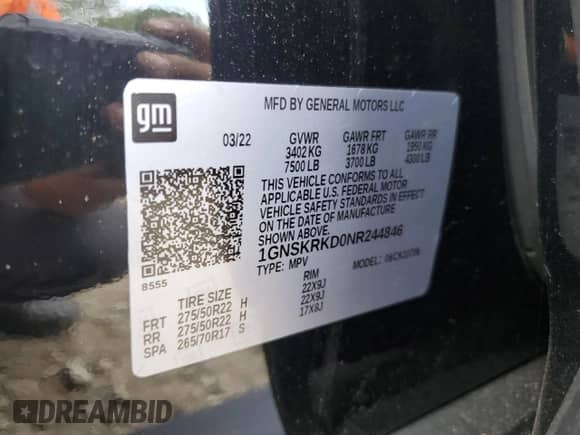 gm
MFD BY GENERAL MOTORS LLC
03/22 GVWR GAWR FRT GAWR RR
3402 KG 1678 KG 1950 KG
7500 LB 3700 LB 4300 LB
THIS VEHICLE CONFORMS TO ALL
APPLICABLE U.S. FEDERAL MOTOR
VEHICLE SAFETY STANDARDS IN EFFECT
ON THE DATE OF MANUFACTURE
SHOWN ABOVE.
1GNSKRKD0NR244846
TYPE: MPV MODEL:
8555
TIRE SIZE RIM
FRT 275/50R22 H 22X9J
RR 275/50R22 H 22X9J
SPA 265/70R17 S 17X8J
DREAMBID